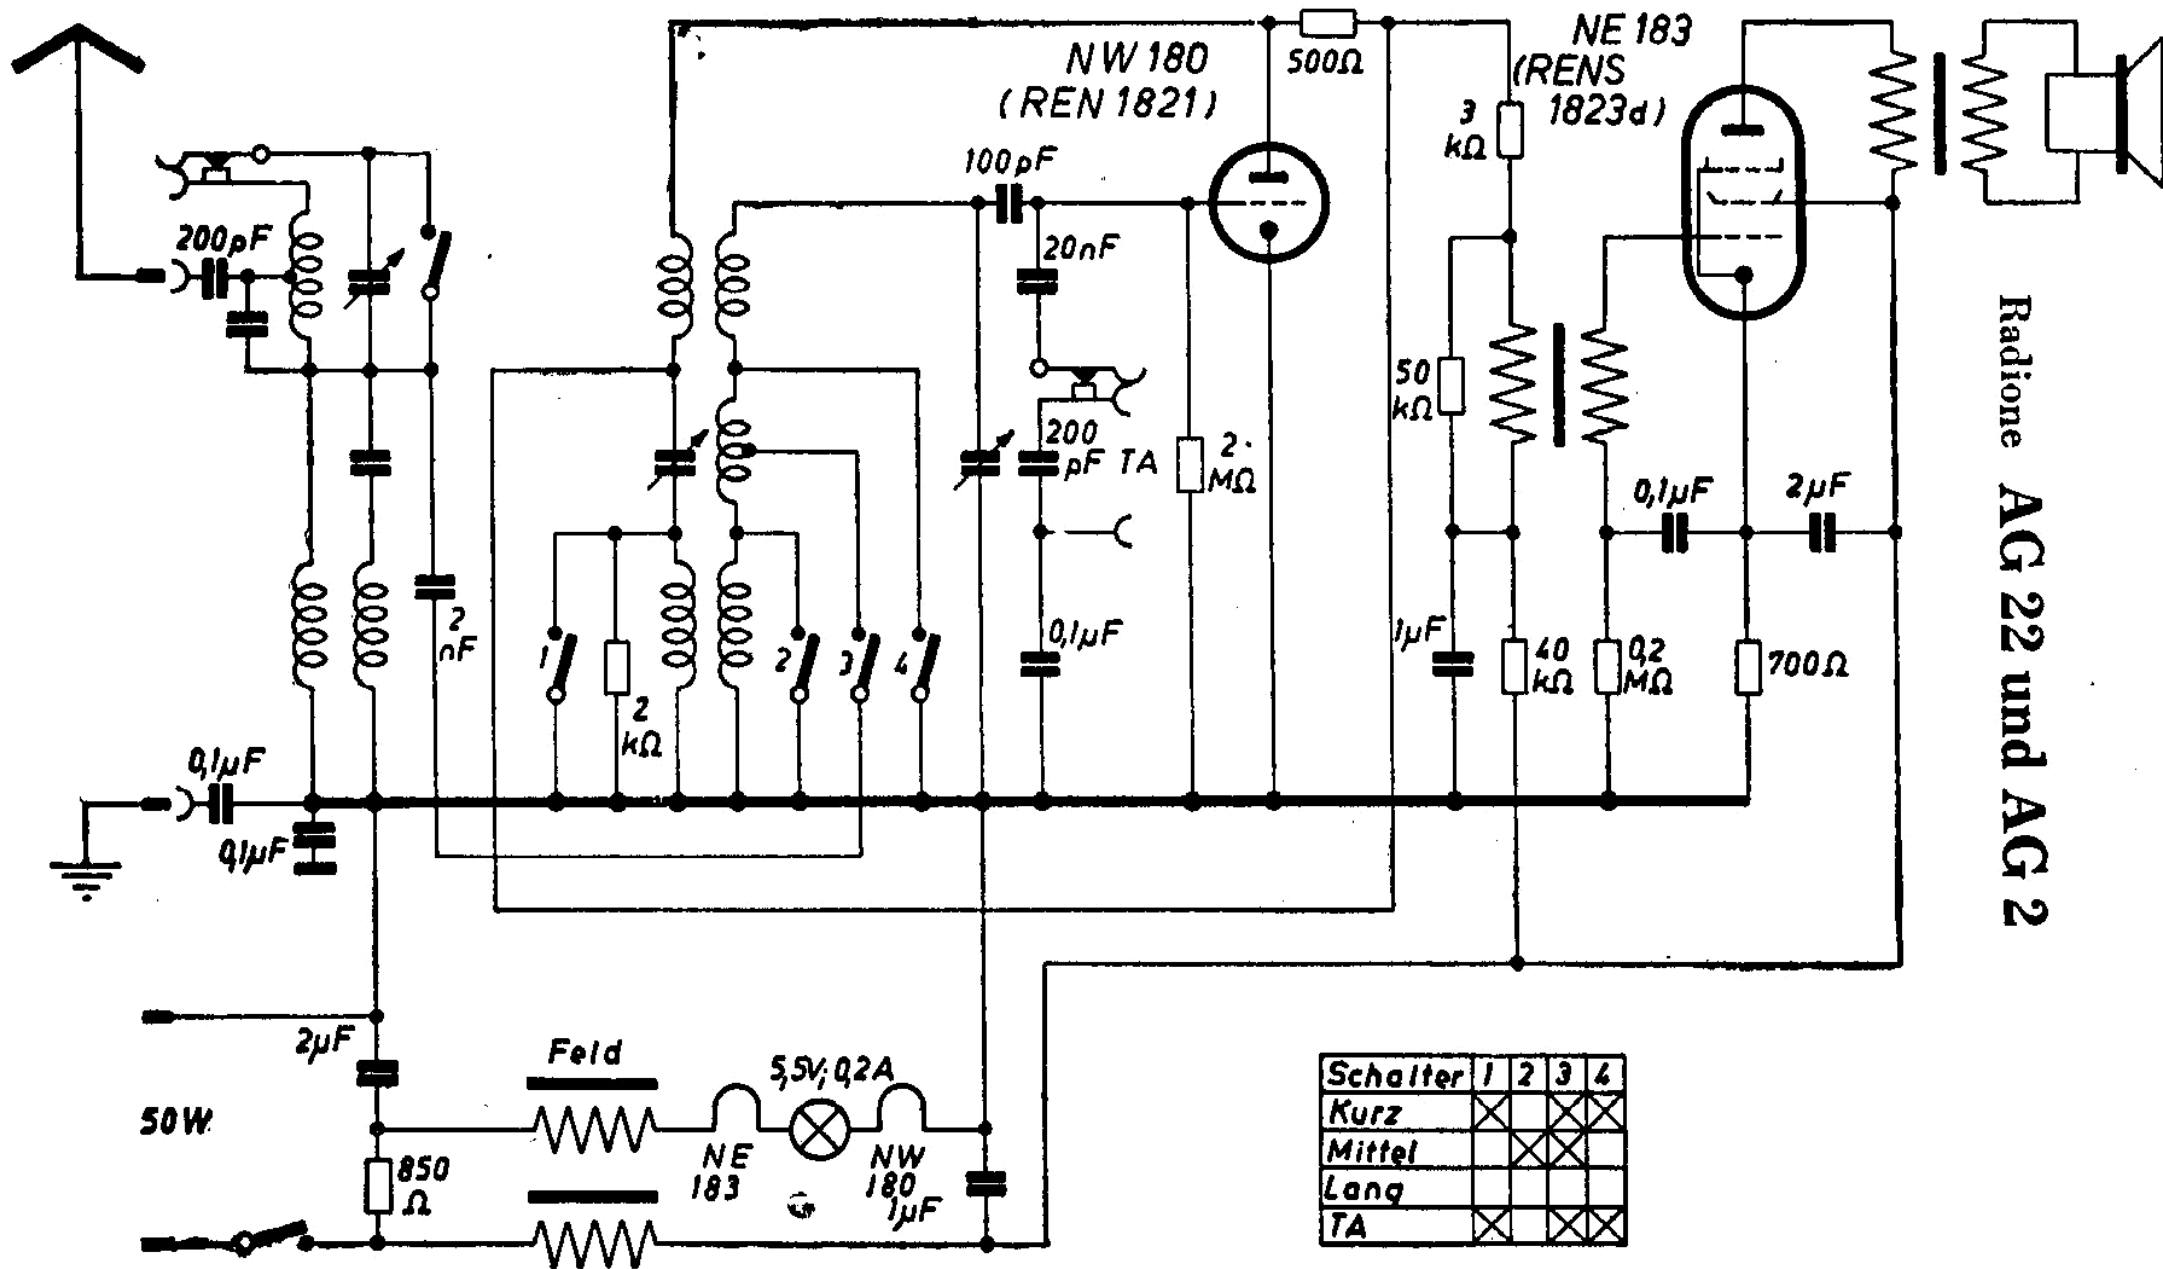 NW 180
(REN 1821)
500Ω
NE 183
(RENS
1823d)
3
kΩ
100pF
200pF
20nF
50
kΩ
200
pF TA
2
MΩ
0,1µF
2µF
2
nF
1
2
kΩ
2
3
4
0,1µF
1µF
40
kΩ
0,2
MΩ
700Ω
0,1µF
0,1µF
2µF
Feld
5,5V; 0,2A
50W
NE
183
NW
180
1µF
850
Ω
Schalter 1 2 3 4
Kurz
Mittel
Lang
TA
Radione AG 22 und AG 2